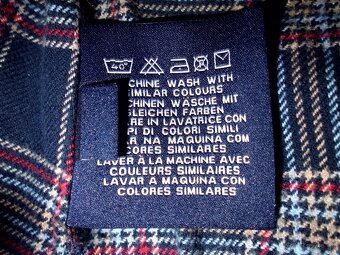 40°
CHINE WASH WITH
SIMILAR COLOURS
CHINEN WASCHE MIT
GLEICHEN FARBEN
RE IN LAVATRICE CON
PI DI COLORI SIMILI
AR NA MAQUINA COM
CORES SIMILARES
LAVER À LA MACHINE AVEC
COULEURS SIMILAIRES
LAVAR A MAQUINA CON
COLORES SIMILARES